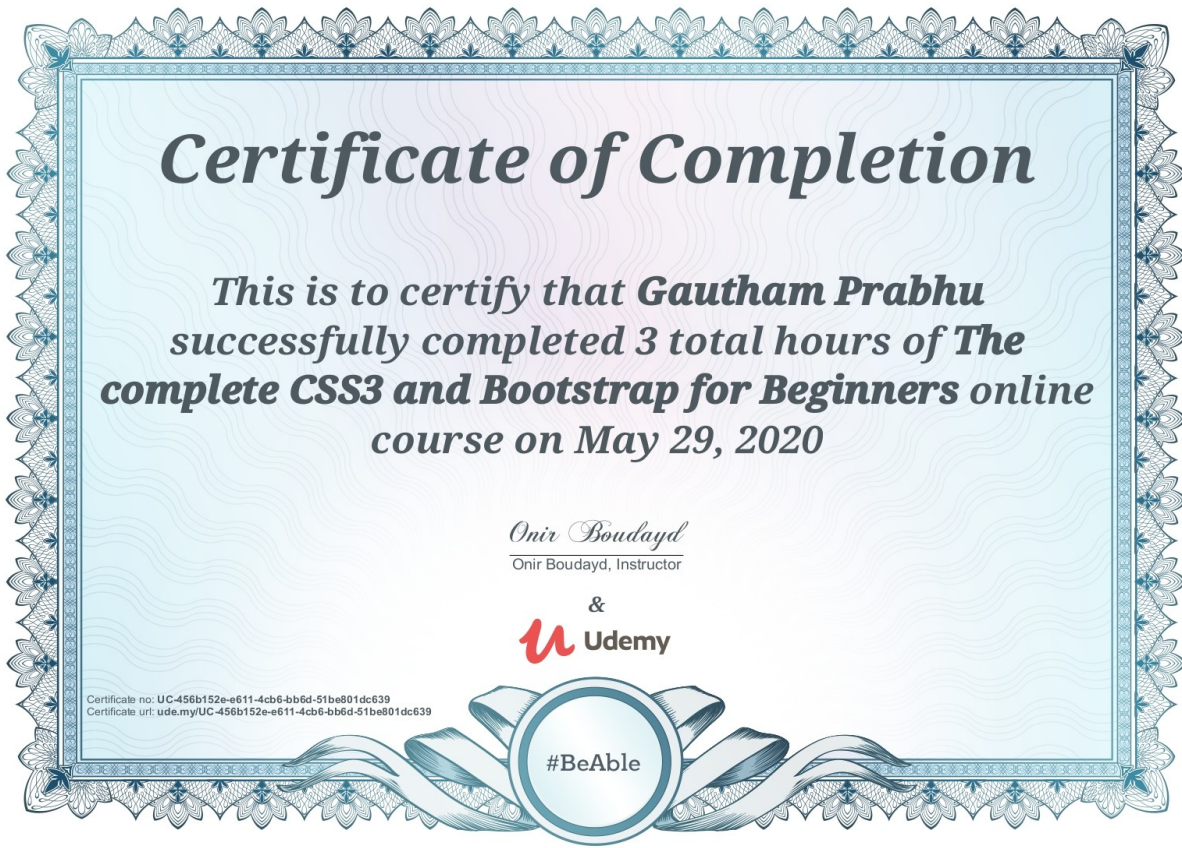 Certificate of Completion
This is to certify that Gautham Prabhu
successfully completed 3 total hours of The
complete CSS3 and Bootstrap for Beginners online
course on May 29, 2020
Onir Boudayd
Onir Boudayd, Instructor
&
Udemy
Certificate no: UC-456b152e-e611-4cb6-bb6d-51be801dc639
Certificate url: ude.my/UC-456b152e-e611-4cb6-bb6d-51be801dc639
#BeAble